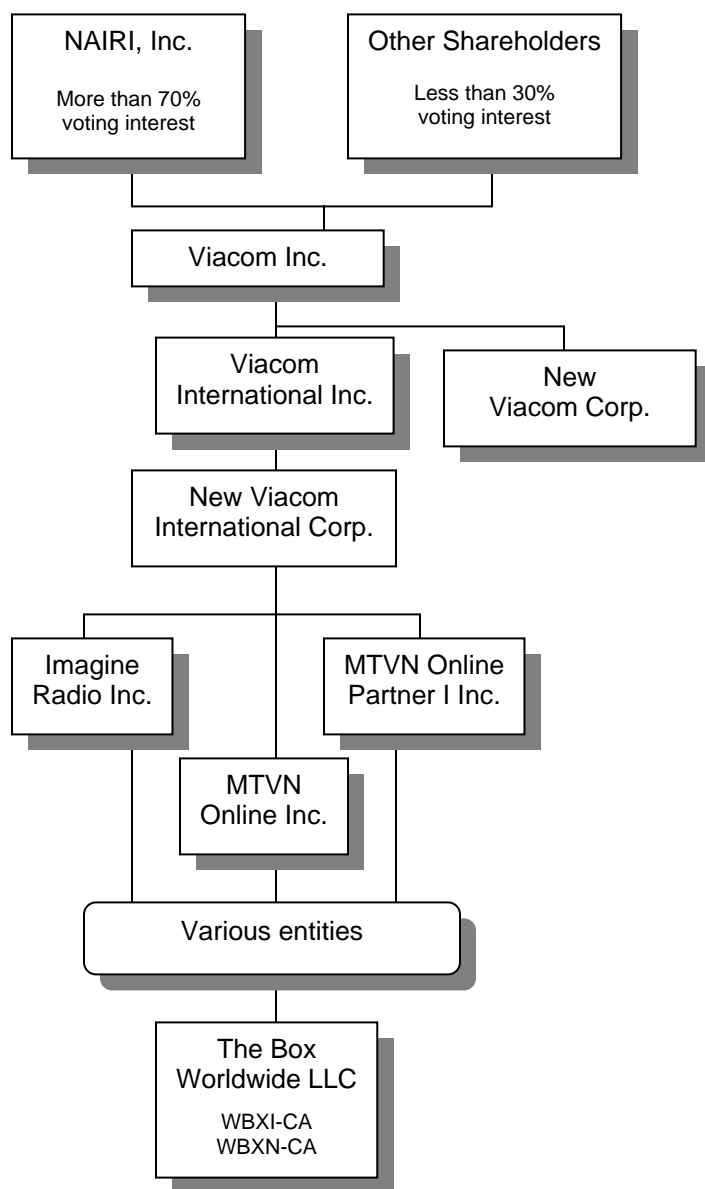 NAIRI, Inc.
More than 70%
voting interest
Other Shareholders
Less than 30%
voting interest
Viacom Inc.
Viacom
International Inc.
New
Viacom Corp.
New Viacom
International Corp.
Imagine
Radio Inc.
MTVN Online
Partner I Inc.
MTVN
Online Inc.
Various entities
The Box
Worldwide LLC
WBXI-CA
WBXN-CA